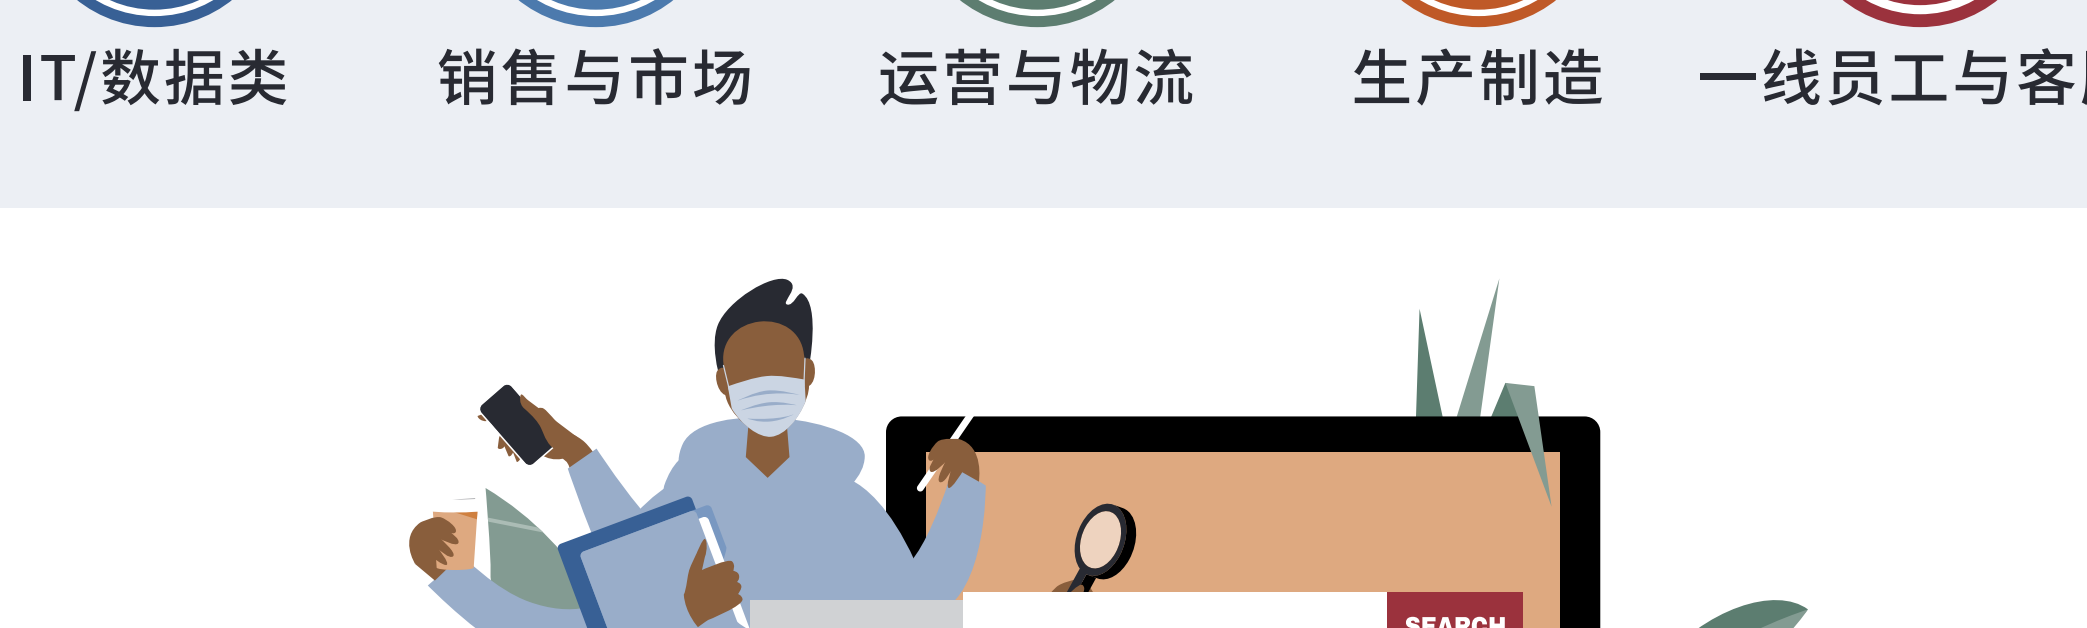 IT/数据类
销售与市场
运营与物流
生产制造
一线员工与客
SEARCH